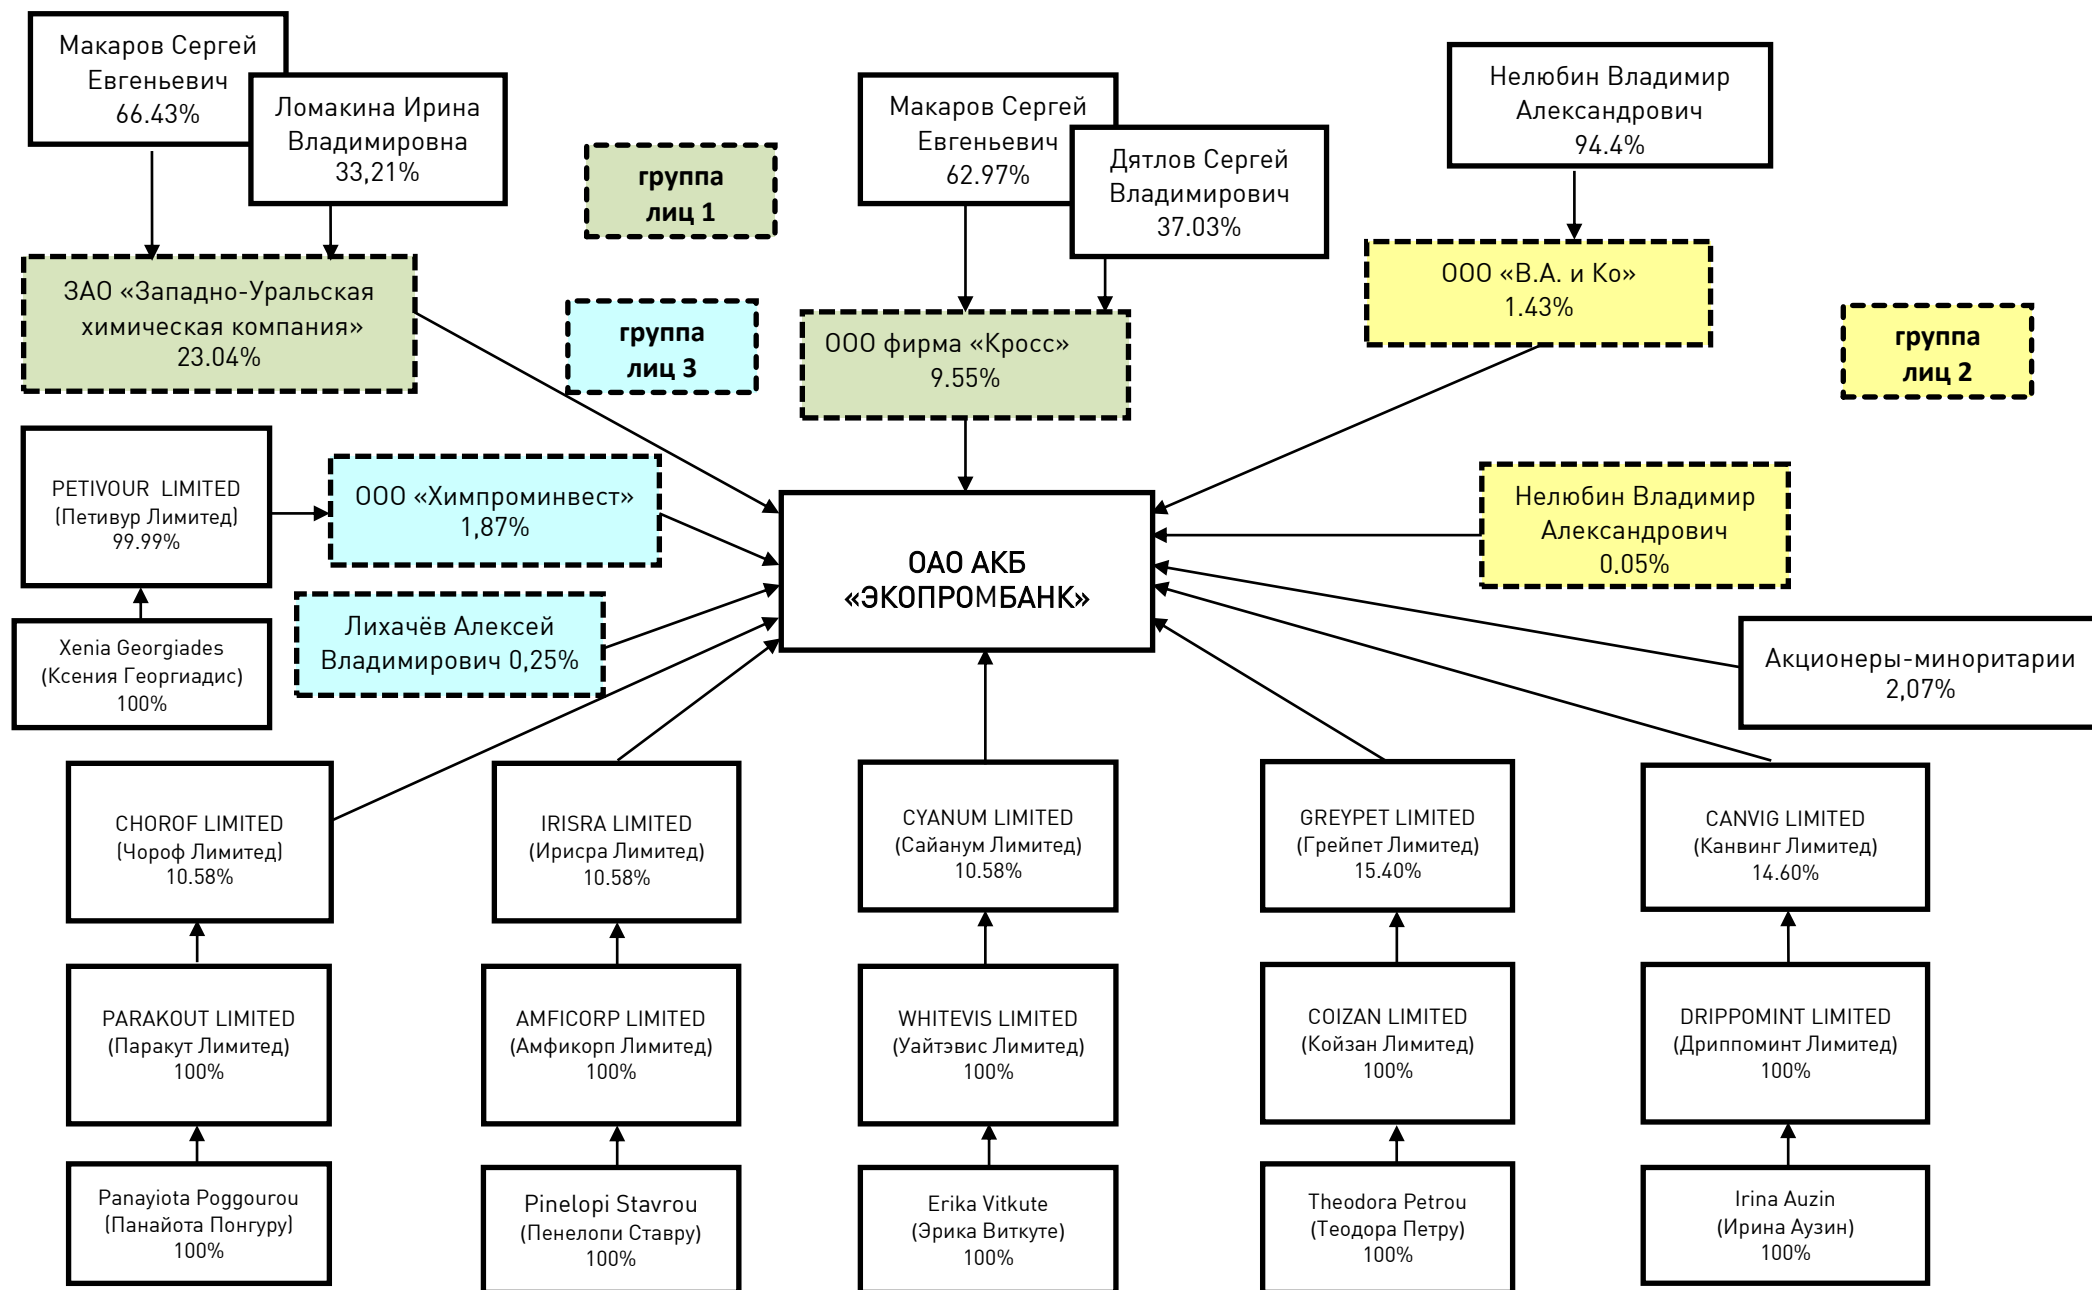 Макаров Сергей
Евгеньевич
66.43%
Ломакина Ирина
Владимировна
33,21%
группа
лиц 1
Макаров Сергей
Евгеньевич
62.97%
Дятлов Сергей
Владимирович
37.03%
Нелюбин Владимир
Александрович
94.4%
ЗАО «Западно-Уральская
химическая компания»
23.04%
группа
лиц 3
ООО фирма «Кросс»
9.55%
ООО «В.А. и Ко»
1.43%
группа
лиц 2
PETIVOUR LIMITED
(Петивур Лимитед)
99.99%
ООО «Химпроминвест»
1,87%
ОАО АКБ
«ЭКОПРОМБАНК»
Нелюбин Владимир
Александрович
0,05%
Xenia Georgiades
(Ксения Георгиадис)
100%
Лихачёв Алексей
Владимирович 0,25%
Акционеры-миноритарии
2,07%
CHOROF LIMITED
(Чороф Лимитед)
10.58%
IRISRA LIMITED
(Ирисра Лимитед)
10.58%
CYANUM LIMITED
(Сайанум Лимитед)
10.58%
GREYPET LIMITED
(Грейпет Лимитед)
15.40%
CANVIG LIMITED
(Канвинг Лимитед)
14.60%
PARAKOUT LIMITED
(Паракут Лимитед)
100%
AMFICORP LIMITED
(Амфикорп Лимитед)
100%
WHITEVIS LIMITED
(Уайтэвис Лимитед)
100%
COIZAN LIMITED
(Койзан Лимитед)
100%
DRIPPOMINT LIMITED
(Дриппоминт Лимитед)
100%
Panayiota Poggourou
(Панайота Понгуру)
100%
Pinelopi Stavrou
(Пенелопи Ставру)
100%
Erika Vitkute
(Эрика Виткуте)
100%
Theodora Petrou
(Теодора Петру)
100%
Irina Auzin
(Ирина Аузин)
100%